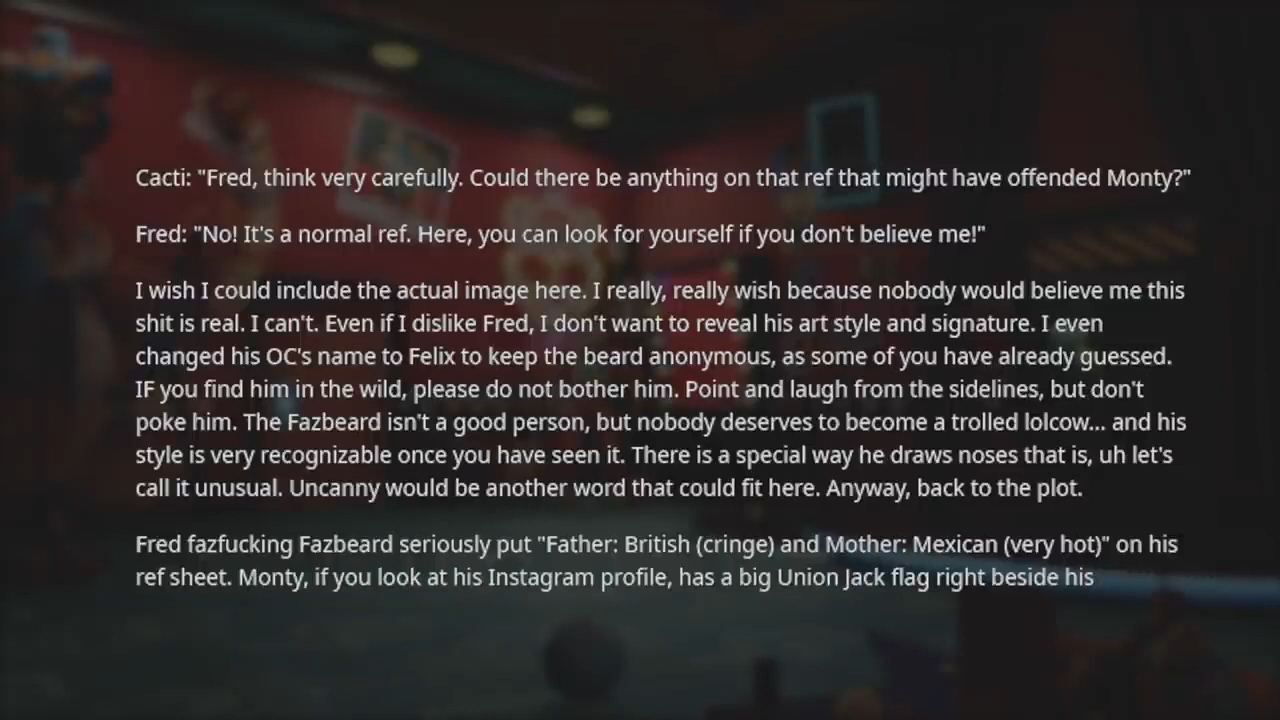 Cacti: "Fred, think very carefully. Could there be anything on that ref that might have offended Monty?"
Fred: "No! It's a normal ref. Here, you can look for yourself if you don't believe me!"
I wish I could include the actual image here. I really, really wish because nobody would believe me this
shit is real. I can't. Even if I dislike Fred, I don't want to reveal his art style and signature. I even
changed his OC's name to Felix to keep the beard anonymous, as some of you have already guessed.
IF you find him in the wild, please do not bother him. Point and laugh from the sidelines, but don't
poke him. The Fazbeard isn't a good person, but nobody deserves to become a trolled lolcow... and his
style is very recognizable once you have seen it. There is a special way he draws noses that is, uh let's
call it unusual. Uncanny would be another word that could fit here. Anyway, back to the plot.
Fred fazfucking Fazbeard seriously put "Father: British (cringe) and Mother: Mexican (very hot)" on his
ref sheet. Monty, if you look at his Instagram profile, has a big Union Jack flag right beside his